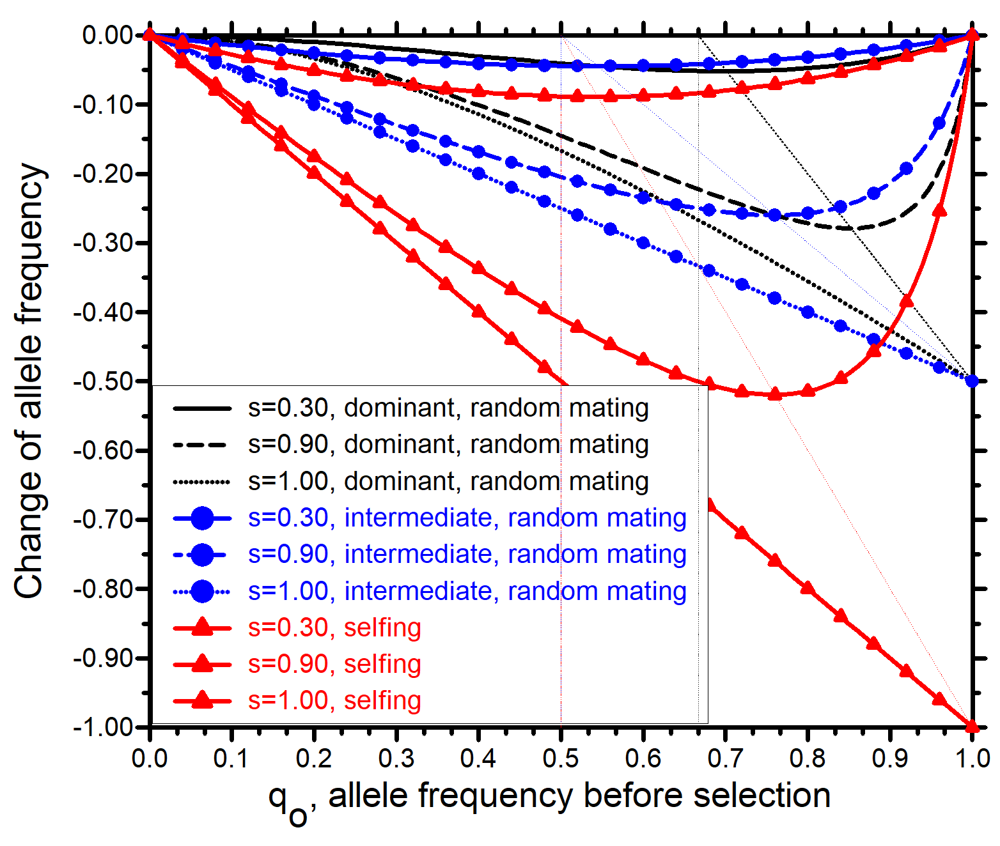 Change of allele frequency
0.00
-0.10
-0.20
-0.30
-0.40
-0.50
-0.60
-0.70
-0.80
-0.90
-1.00
s=0.30, dominant, random mating
s=0.90, dominant, random mating
s=1.00, dominant, random mating
s=0.30, intermediate, random mating
s=0.90, intermediate, random mating
s=1.00, intermediate, random mating
s=0.30, selfing
s=0.90, selfing
s=1.00, selfing
0.0 0.1 0.2 0.3 0.4 0.5 0.6 0.7 0.8 0.9 1.0
qo, allele frequency before selection